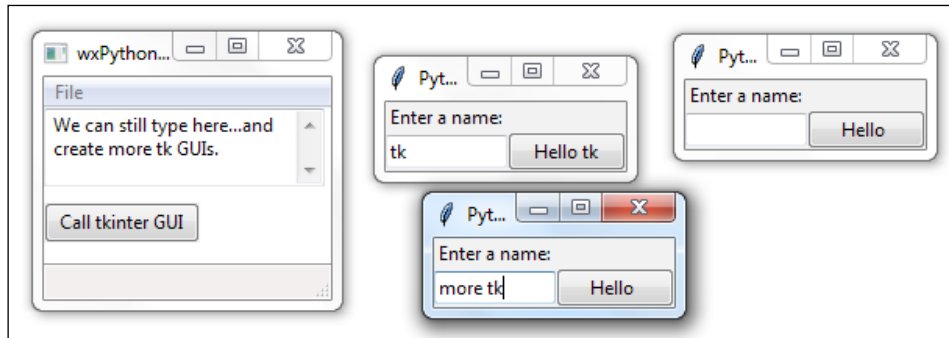 wxPython...
File
We can still type here...and
create more tk GUIs.
Call tkinter GUI
Pyt...
Enter a name:
tk
Hello tk
Pyt...
Enter a name:
Hello
Pyt...
Enter a name:
more tk
Hello